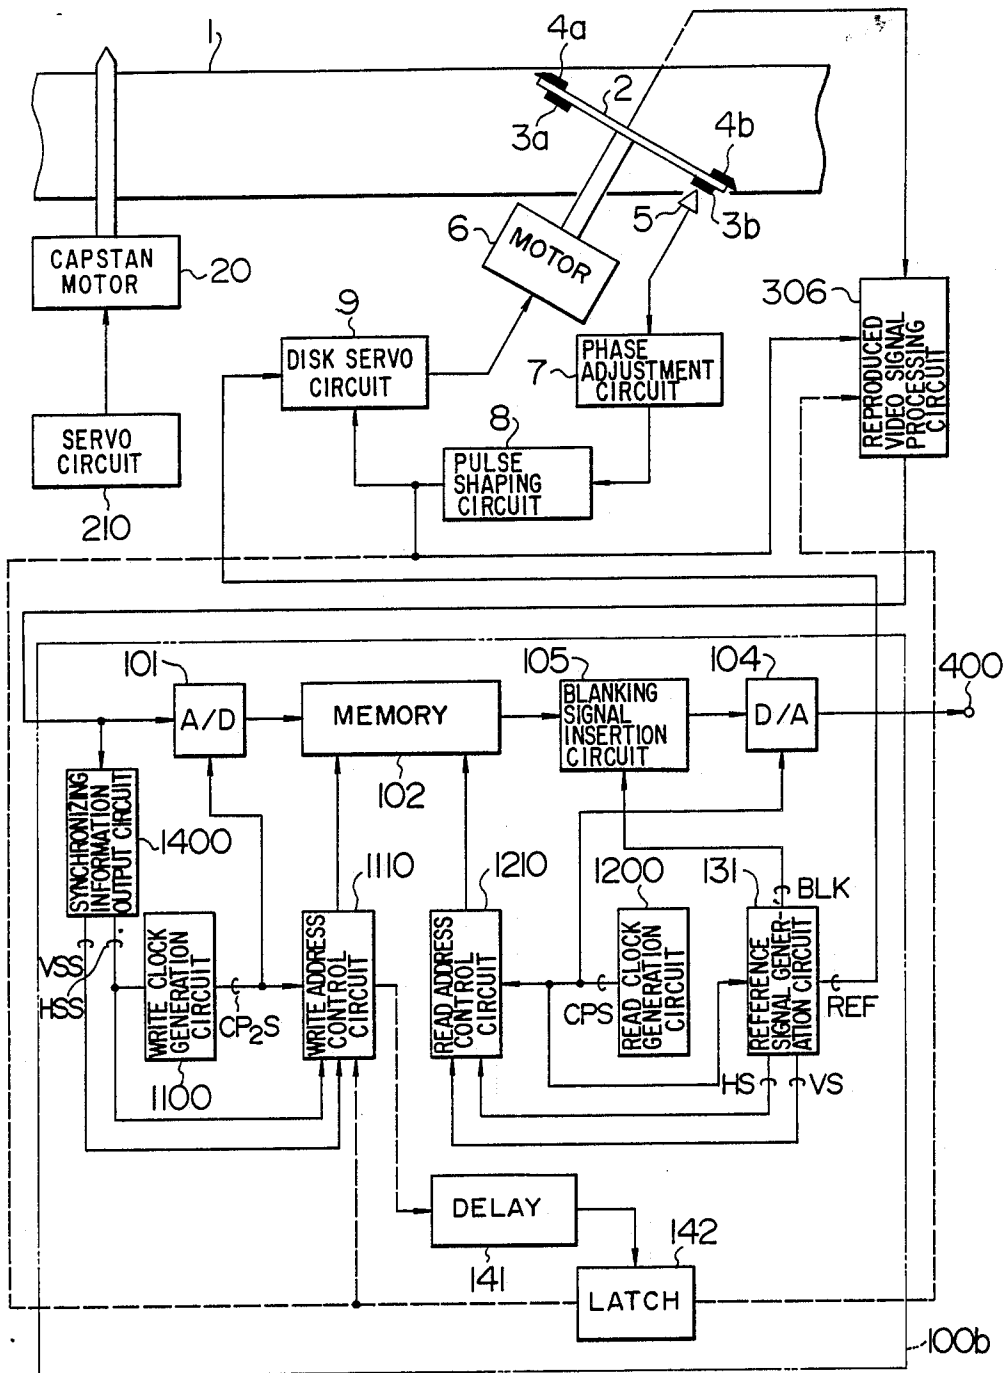 1
4a
2
3a
4b
5
3b
6
MOTOR
CAPSTAN
MOTOR
20
306
REPRODUCED
VIDEO SIGNAL
PROCESSING
CIRCUIT
9
DISK SERVO
CIRCUIT
7
PHASE
ADJUSTMENT
CIRCUIT
SERVO
CIRCUIT
210
8
PULSE
SHAPING
CIRCUIT
101
A/D
MEMORY
102
105
BLANKING
SIGNAL
INSERTION
CIRCUIT
104
D/A
400
SYNCHRONIZING
INFORMATION
OUTPUT CIRCUIT
1400
1110
1210
1200
131
BLK
VSS
HSS
WRITE CLOCK
GENERATION
CIRCUIT
1100
CP2S
WRITE ADDRESS
CONTROL
CIRCUIT
READ ADDRESS
CONTROL
CIRCUIT
CPS
READ CLOCK
GENERATION
CIRCUIT
REFERENCE
SIGNAL GENER-
ATION CIRCUIT
REF
HS
VS
DELAY
141
142
LATCH
100b